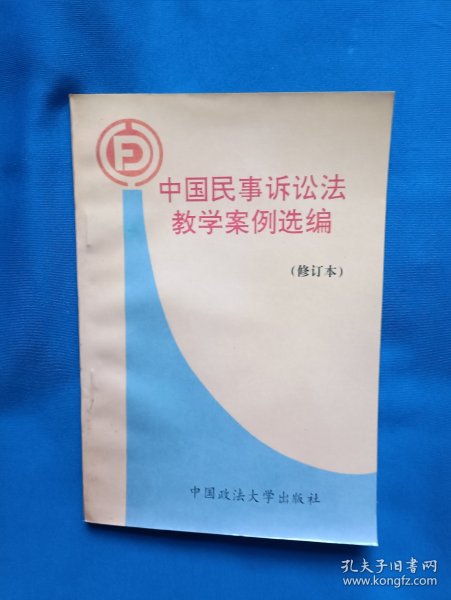 中国民事诉讼法
教学案例选编
(修订本)
中国政法大学出版社
孔夫子旧书网
www.kongfz.com